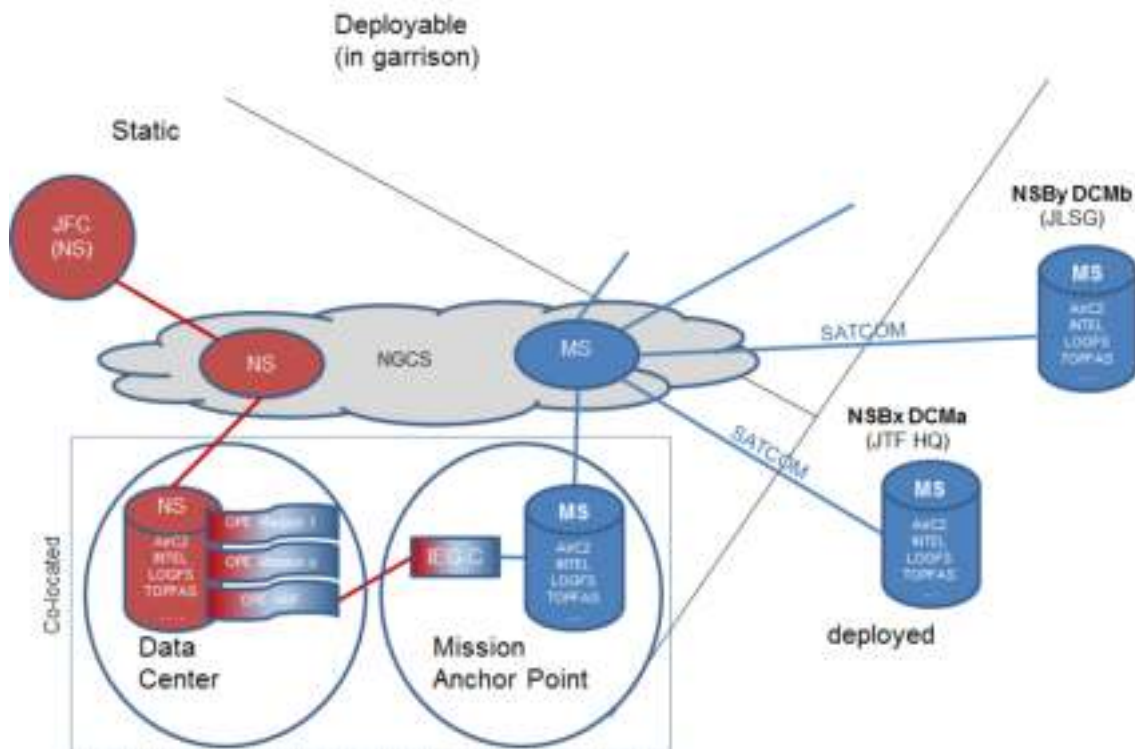 Deployable
(in garrison)
Static
JFC
(NS)
NSBy DCMb
(JLSG)
MS
AirC2
INTEL
LOGFS
TOPFAS
SATCOM
NS
NGCS
MS
NSBx DCMa
(JTF HQ)
SATCOM
MS
AirC2
INTEL
LOGFS
TOPFAS
deployed
Co-located
NS
AirC2
INTEL
LOGFS
TOPFAS
IEG-C
MS
AirC2
INTEL
LOGFS
TOPFAS
Data
Center
Mission
Anchor Point